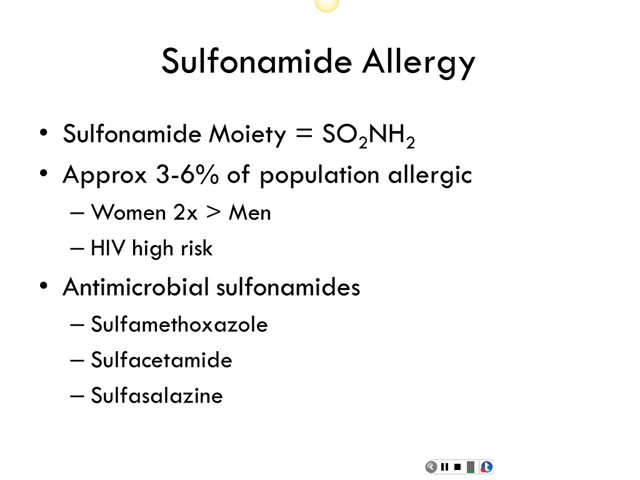 Sulfonamide Allergy
• Sulfonamide Moiety = SO₂NH₂
• Approx 3-6% of population allergic
– Women 2x > Men
– HIV high risk
• Antimicrobial sulfonamides
– Sulfamethoxazole
– Sulfacetamide
– Sulfasalazine